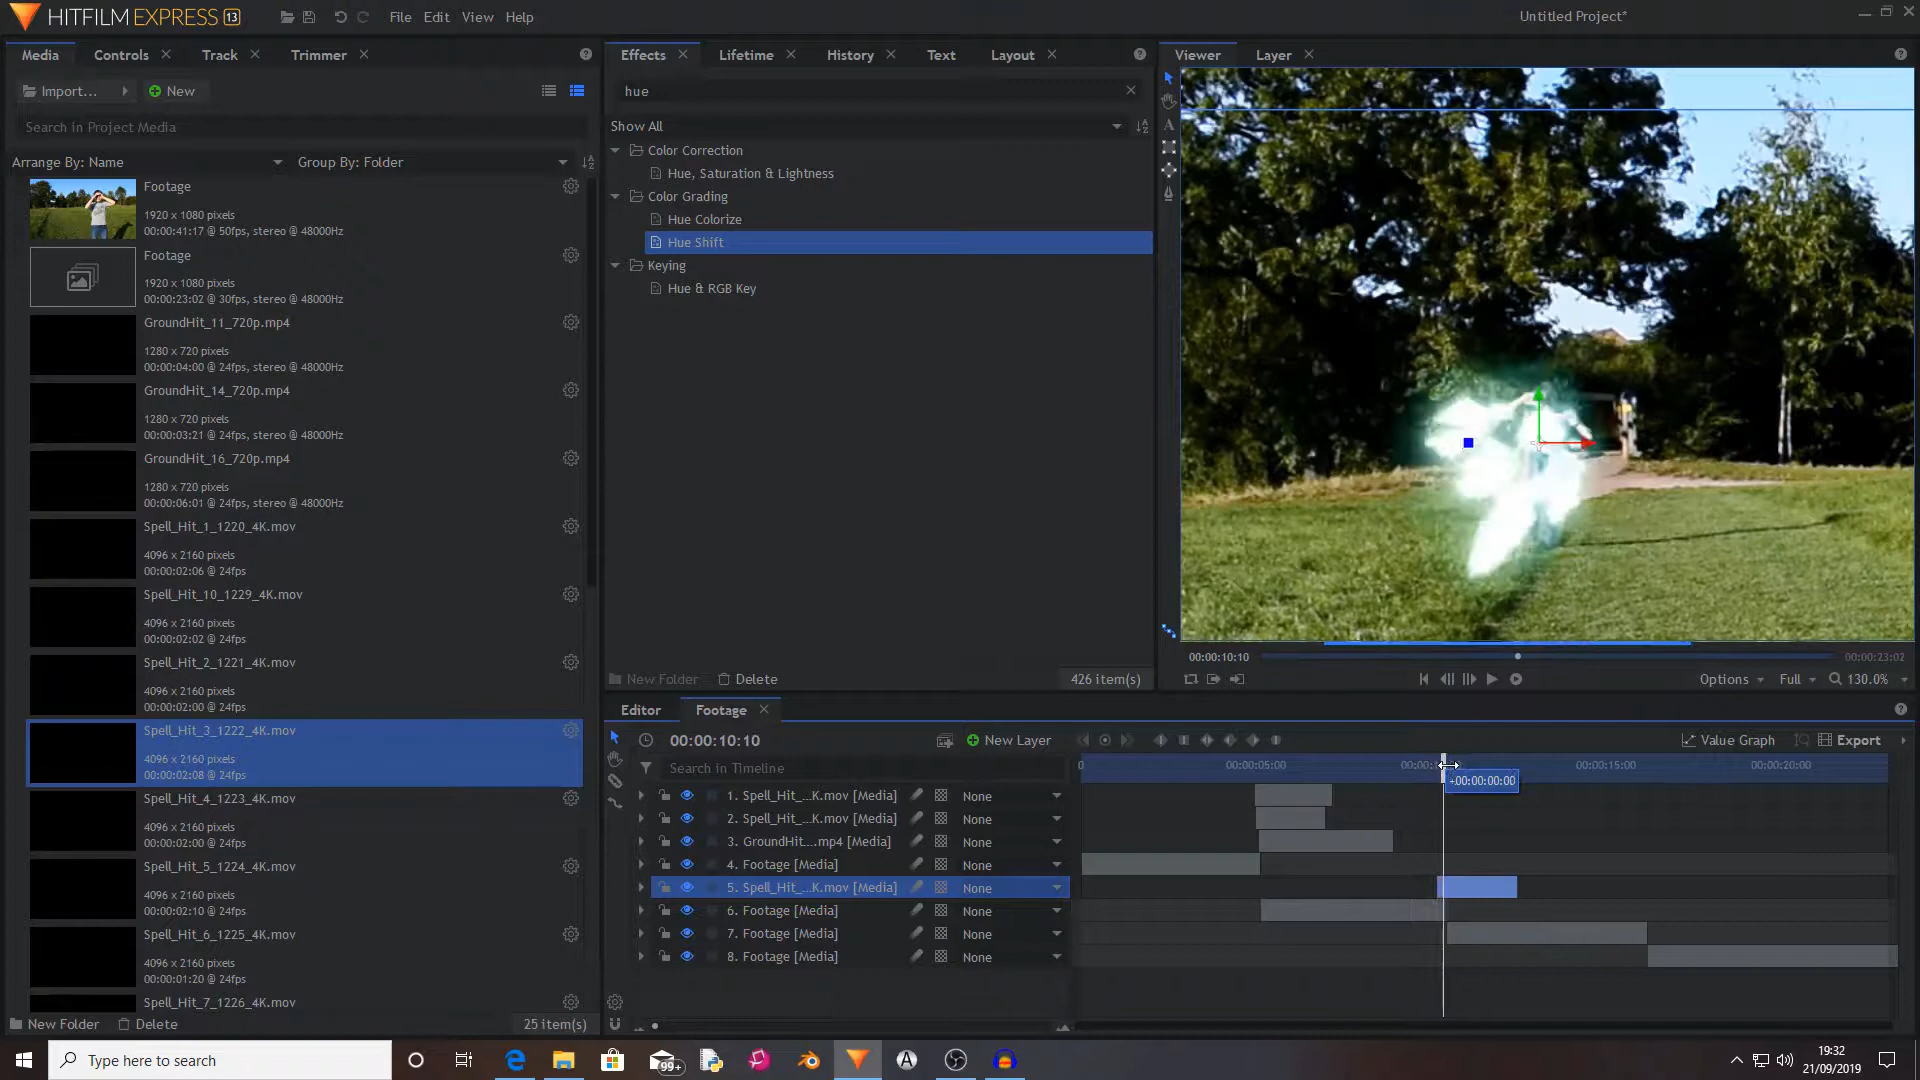 HITFILM EXPRESS 13
File Edit View Help
Untitled Project*
Media Controls Track Trimmer
Import... New
Search in Project Media
Arrange By: Name Group By: Folder
Footage
1920 x 1080 pixels
00:00:41:17 @ 50fps, stereo @ 48000Hz
Footage
1920 x 1080 pixels
00:00:23:02 @ 30fps, stereo @ 48000Hz
GroundHit_11_720p.mp4
1280 x 720 pixels
00:00:04:00 @ 24fps, stereo @ 48000Hz
GroundHit_14_720p.mp4
1280 x 720 pixels
00:00:03:21 @ 24fps, stereo @ 48000Hz
GroundHit_16_720p.mp4
1280 x 720 pixels
00:00:06:01 @ 24fps, stereo @ 48000Hz
Spell_Hit_1_1220_4K.mov
4096 x 2160 pixels
00:00:02:06 @ 24fps
Spell_Hit_10_1229_4K.mov
4096 x 2160 pixels
00:00:02:02 @ 24fps
Spell_Hit_2_1221_4K.mov
4096 x 2160 pixels
00:00:02:00 @ 24fps
Spell_Hit_3_1222_4K.mov
4096 x 2160 pixels
00:00:02:08 @ 24fps
Spell_Hit_4_1223_4K.mov
4096 x 2160 pixels
00:00:02:00 @ 24fps
Spell_Hit_5_1224_4K.mov
4096 x 2160 pixels
00:00:02:10 @ 24fps
Spell_Hit_6_1225_4K.mov
4096 x 2160 pixels
00:00:01:20 @ 24fps
Spell_Hit_7_1226_4K.mov
New Folder Delete 25 item(s)
Effects Lifetime History Text Layout
hue
Show All
Color Correction
Hue, Saturation & Lightness
Color Grading
Hue Colorize
Hue Shift
Keying
Hue & RGB Key
New Folder Delete 426 item(s)
Viewer Layer
00:00:10:10 00:00:23:02
Options Full 130.0%
Editor Footage
00:00:10:10 New Layer Value Graph Export
Search in Timeline 0 00:00:05:00 00:00:1 00:00:15:00 00:00:20:00
+00:00:00:00
1. Spell_Hit_...K.mov [Media] None
2. Spell_Hit_...K.mov [Media] None
3. GroundHit....mp4 [Media] None
4. Footage [Media] None
5. Spell_Hit_...K.mov [Media] None
6. Footage [Media] None
7. Footage [Media] None
8. Footage [Media] None
Type here to search 99+ 19:32
21/09/2019